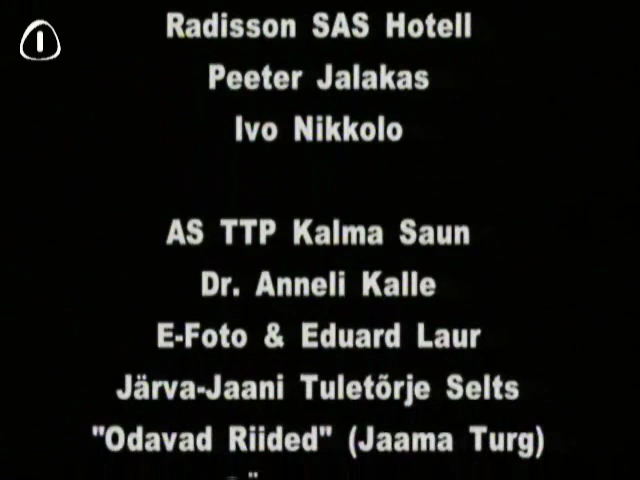 Radisson SAS Hotell
Peeter Jalakas
Ivo Nikkolo
AS TTP Kalma Saun
Dr. Anneli Kalle
E-Foto & Eduard Laur
Järva-Jaani Tuletõrje Selts
"Odavad Riided" (Jaama Turg)